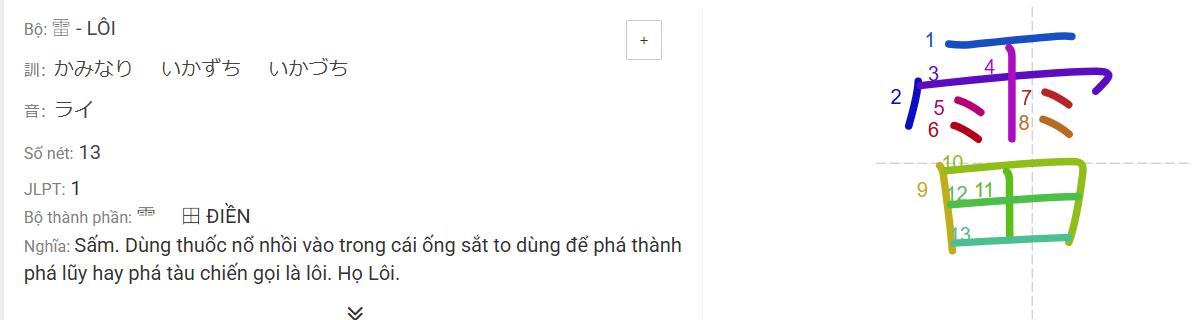 Bộ: 雷 - LÔI
+
訓: かみなり いかずち いかづち
音: ライ
Số nét: 13
JLPT: 1
Bộ thành phần: ⻗ 田 ĐIỀN
Nghĩa: Sấm. Dùng thuốc nổ nhồi vào trong cái ống sắt to dùng để phá thành
phá lũy hay phá tàu chiến gọi là lôi. Họ Lôi.
雷
1
2
3
4
5
6
7
8
9
10
11
12
13